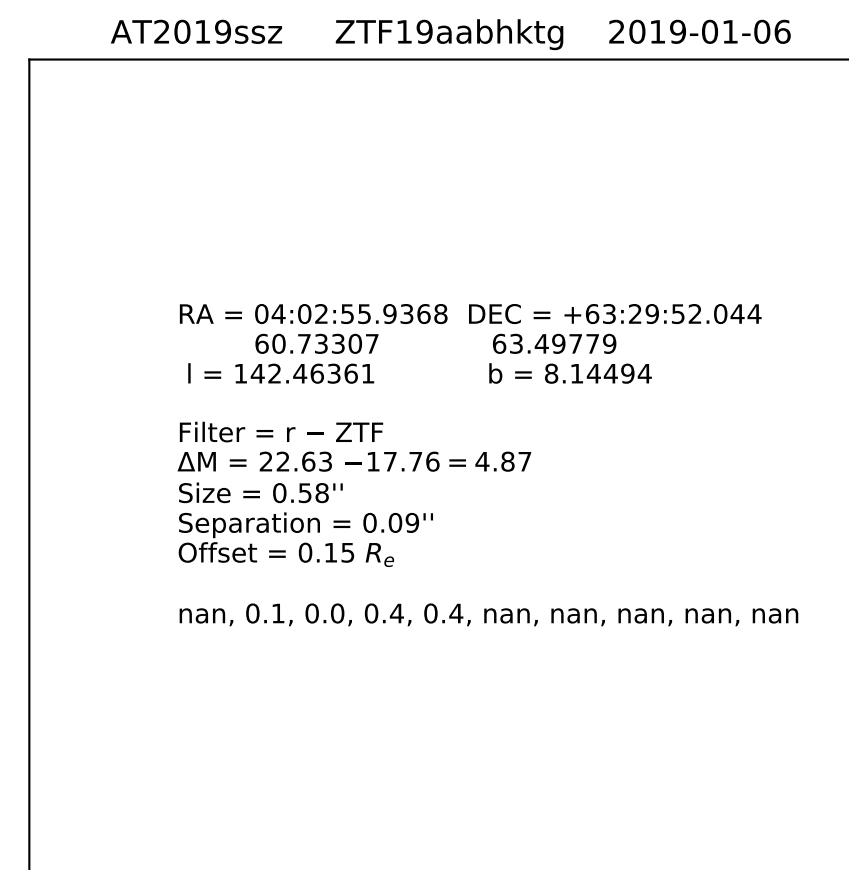 AT2019ssz ZTF19aabhktg 2019-01-06
RA = 04:02:55.9368 DEC = +63:29:52.044
60.73307 63.49779
l = 142.46361 b = 8.14494
Filter = r − ZTF
ΔM = 22.63 −17.76 = 4.87
Size = 0.58''
Separation = 0.09''
Offset = 0.15 Re
nan, 0.1, 0.0, 0.4, 0.4, nan, nan, nan, nan, nan